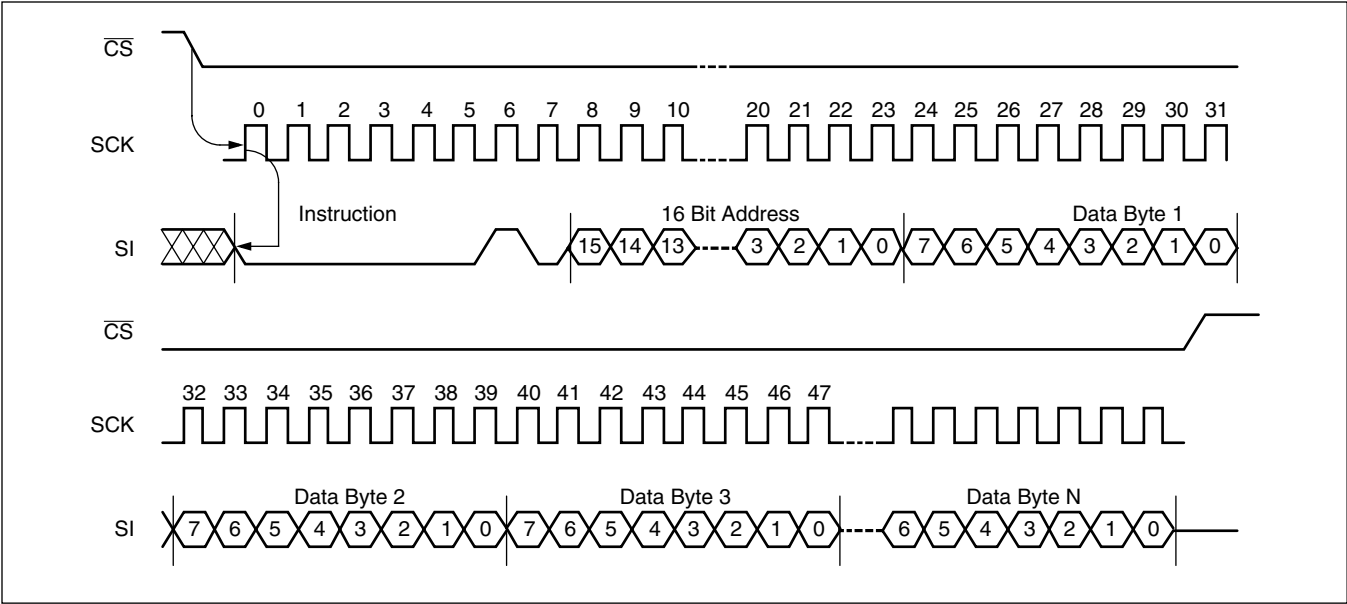 C̅S̅
0 1 2 3 4 5 6 7 8 9 10 20 21 22 23 24 25 26 27 28 29 30 31
SCK
Instruction 16 Bit Address Data Byte 1
SI 15 14 13 3 2 1 0 7 6 5 4 3 2 1 0
C̅S̅
32 33 34 35 36 37 38 39 40 41 42 43 44 45 46 47
SCK
Data Byte 2 Data Byte 3 Data Byte N
SI 7 6 5 4 3 2 1 0 7 6 5 4 3 2 1 0 6 5 4 3 2 1 0